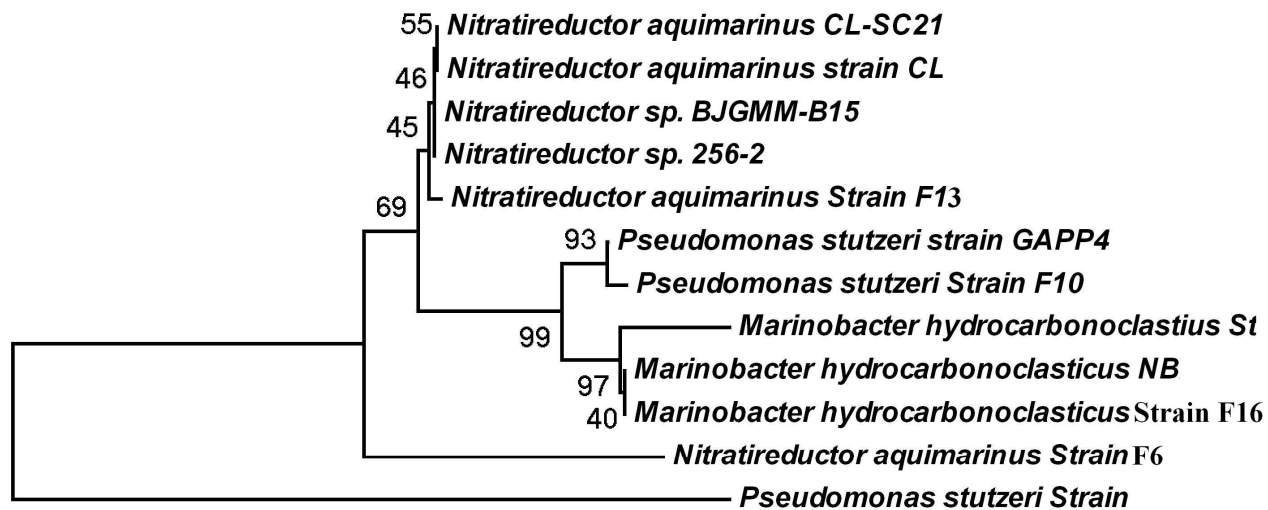 55 Nitratireductor aquimarinus CL-SC21
46 Nitratireductor aquimarinus strain CL
45 Nitratireductor sp. BJGMM-B15
Nitratireductor sp. 256-2
69 Nitratireductor aquimarinus Strain F13
93 Pseudomonas stutzeri strain GAPP4
Pseudomonas stutzeri Strain F10
99 Marinobacter hydrocarbonoclastius St
97 Marinobacter hydrocarbonoclasticus NB
40 Marinobacter hydrocarbonoclasticus Strain F16
Nitratireductor aquimarinus Strain F6
Pseudomonas stutzeri Strain